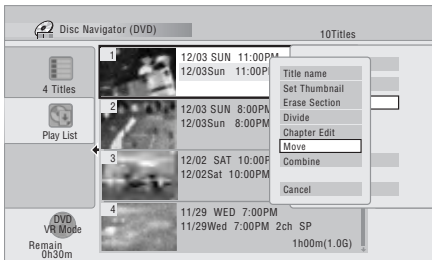 Disc Navigator (DVD)
10Titles
4 Titles
Play List
DVD
VR Mode
Remain
0h30m
1
12/03 SUN 11:00PM
12/03Sun 11:00P
2
12/03 SUN 8:00PM
12/03Sun 8:00PM
3
12/02 SAT 10:00P
12/02Sat 10:00PM
4
11/29 WED 7:00PM
11/29Wed 7:00PM 2ch SP
1h00m(1.0G)
Title name
Set Thumbnail
Erase Section
Divide
Chapter Edit
Move
Combine
Cancel